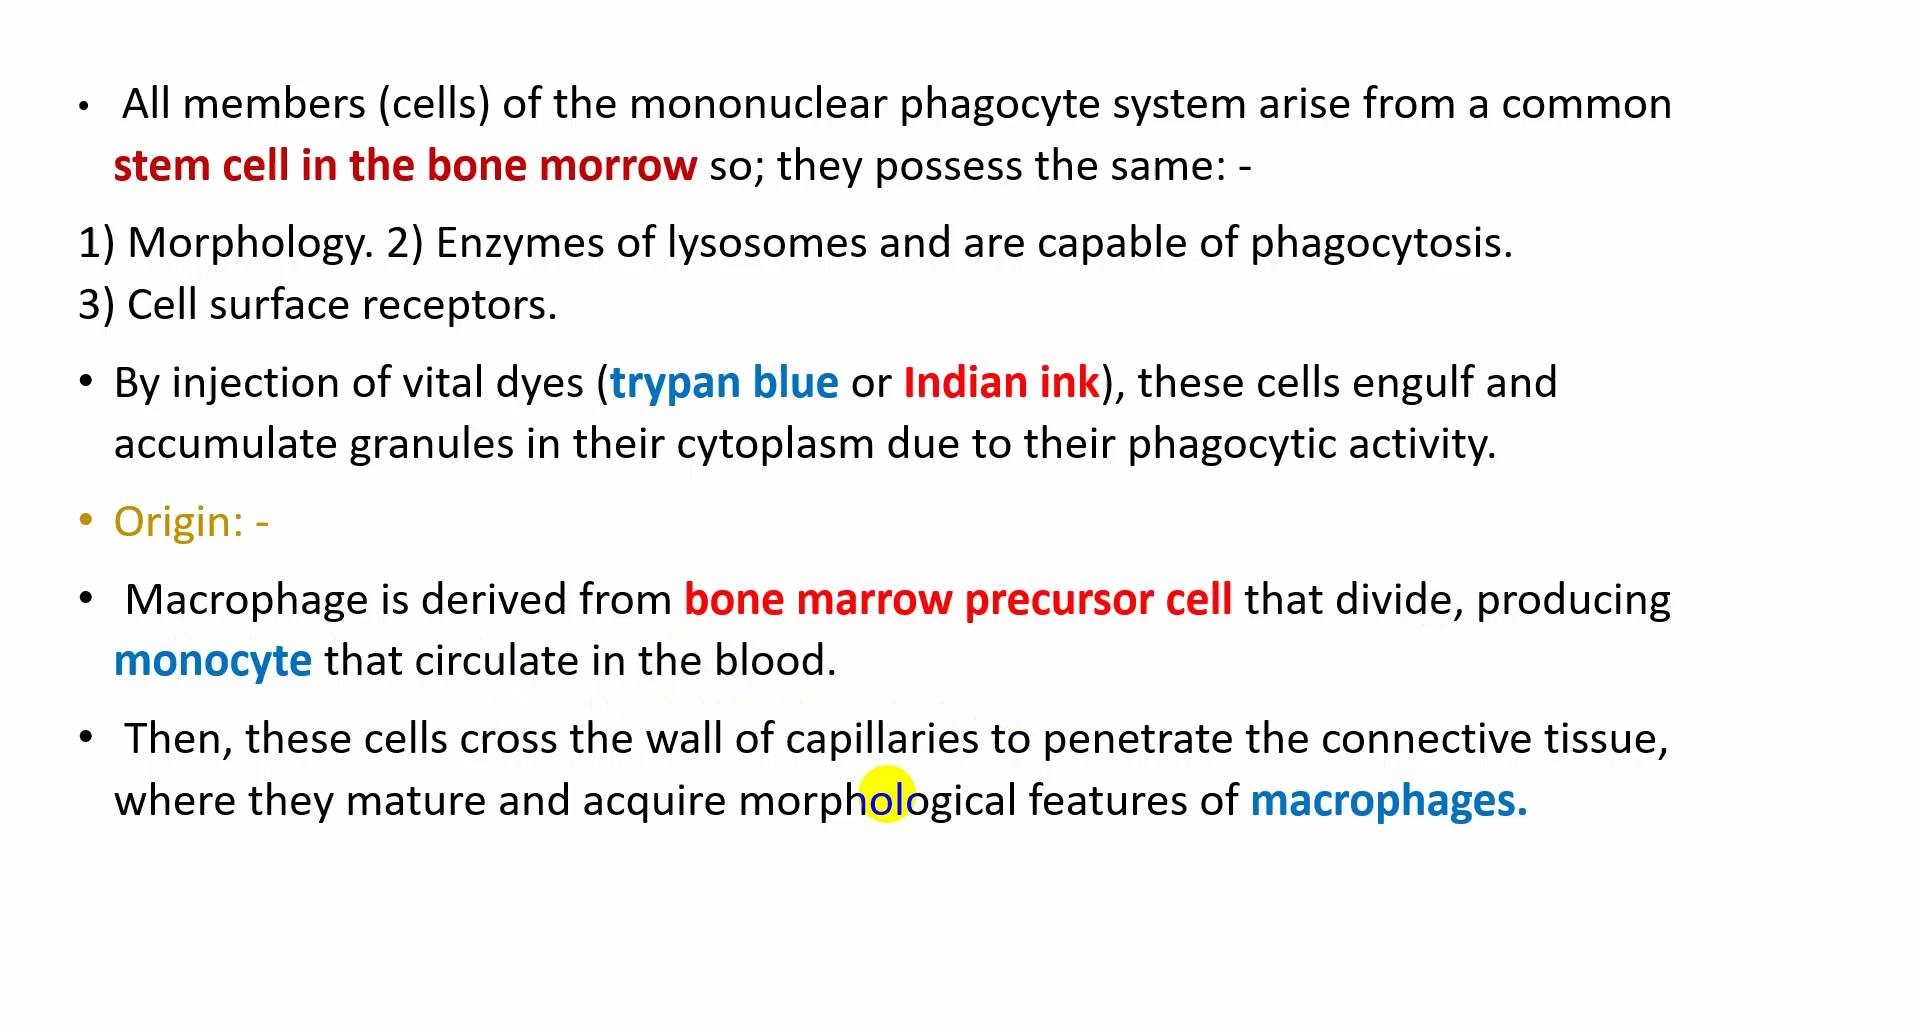 • All members (cells) of the mononuclear phagocyte system arise from a common
stem cell in the bone morrow so; they possess the same: -
1) Morphology. 2) Enzymes of lysosomes and are capable of phagocytosis.
3) Cell surface receptors.
• By injection of vital dyes (trypan blue or Indian ink), these cells engulf and
accumulate granules in their cytoplasm due to their phagocytic activity.
• Origin: -
• Macrophage is derived from bone marrow precursor cell that divide, producing
monocyte that circulate in the blood.
• Then, these cells cross the wall of capillaries to penetrate the connective tissue,
where they mature and acquire morphological features of macrophages.